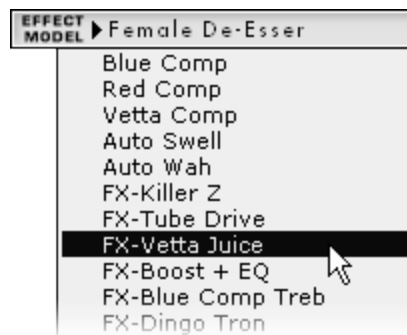 EFFECT MODEL Female De-Esser
Blue Comp
Red Comp
Vetta Comp
Auto Swell
Auto Wah
FX-Killer Z
FX-Tube Drive
FX-Vetta Juice
FX-Boost + EQ
FX-Blue Comp Treb
FX-Dingo Tron